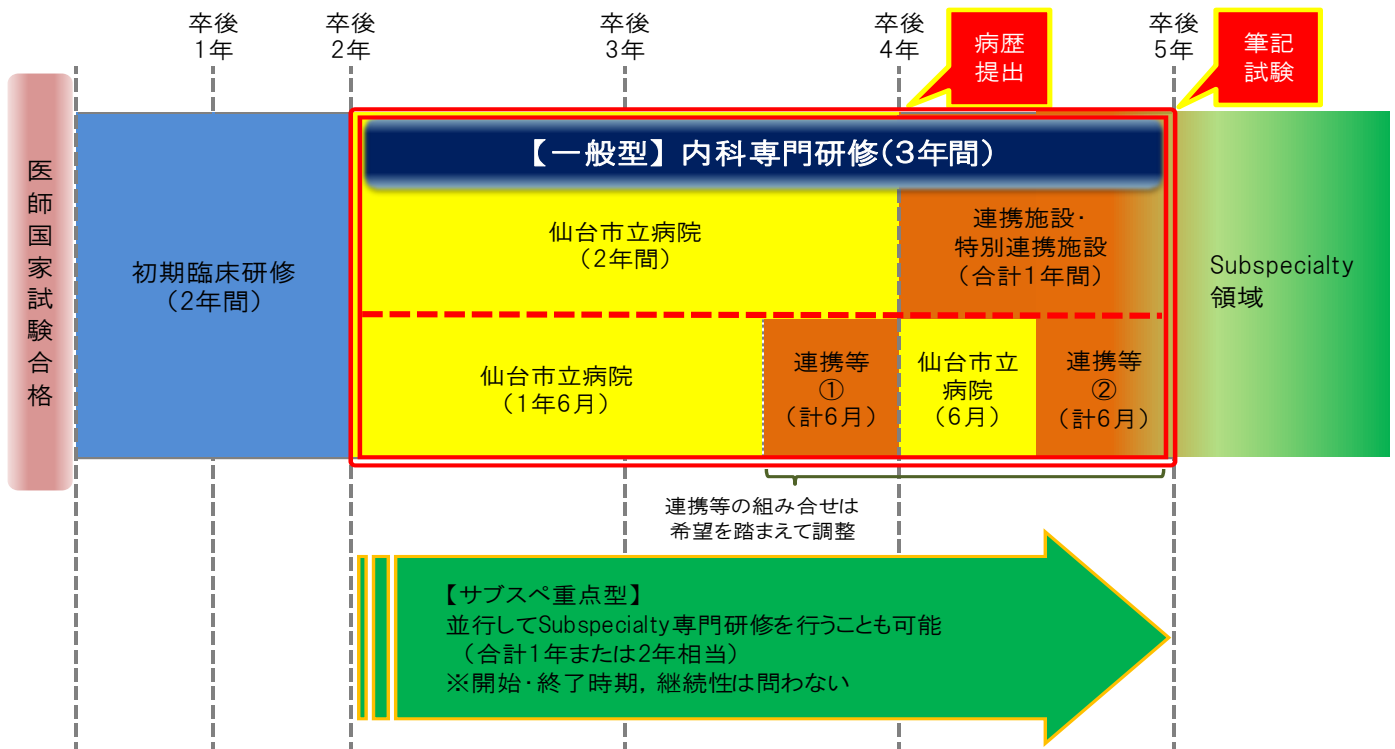 卒後
1年
卒後
2年
卒後
3年
卒後
4年
病歴
提出
卒後
5年
筆記
試験
医師国家試験合格
初期臨床研修
(2年間)
【一般型】内科専門研修(3年間)
仙台市立病院
(2年間)
連携施設・
特別連携施設
(合計1年間)
仙台市立病院
(1年6月)
連携等
①
(計6月)
仙台市立
病院
(6月)
連携等
②
(計6月)
Subspecialty
領域
連携等の組み合せは
希望を踏まえて調整
【サブスペ重点型】
並行してSubspecialty専門研修を行うことも可能
(合計1年または2年相当)
※開始・終了時期，継続性は問わない